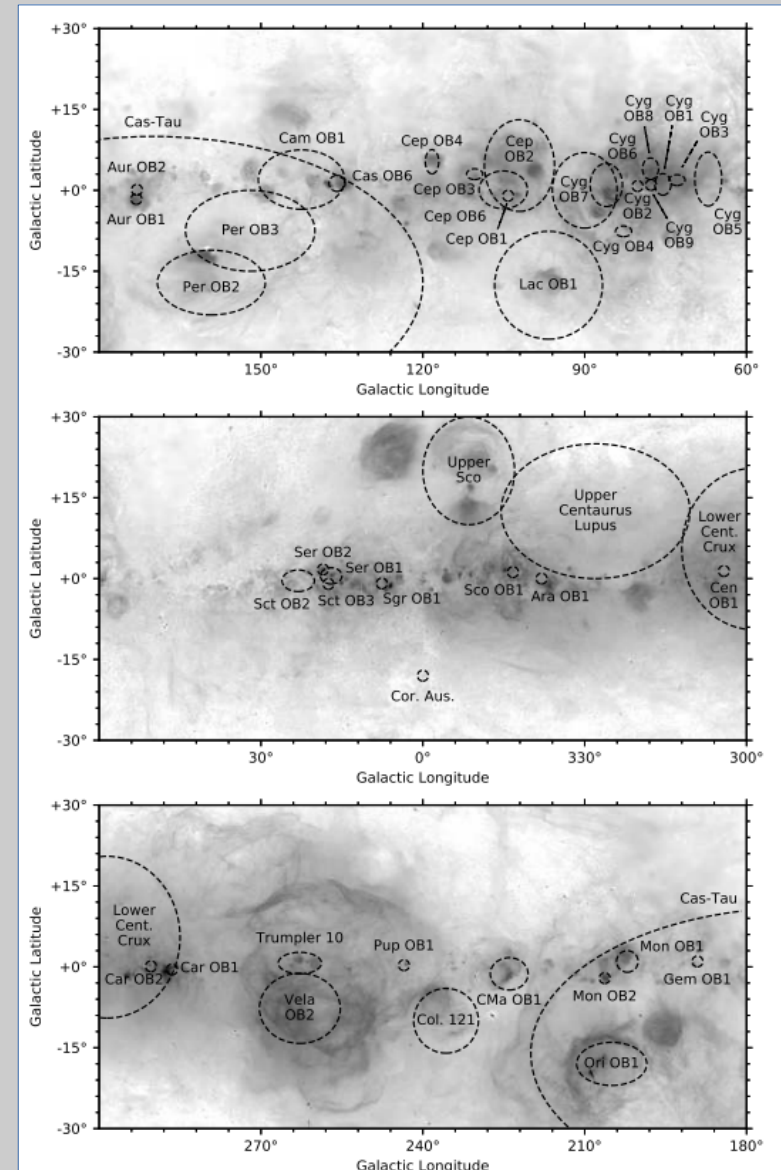 +30°
+15°
+0°
-15°
-30°
Galactic Latitude
Cas-Tau
Aur OB2
Aur OB1
Cam OB1
Cas OB6
Per OB3
Per OB2
Cep OB4
Cep OB3
Cep
OB2
Cep OB6
Cep OB1
Lac OB1
Cyg
OB7
Cyg
OB6
Cyg
OB8
Cyg
OB1
Cyg
OB3
Cyg
OB2
Cyg
OB9
Cyg OB4
Cyg
OB5
150°
120°
90°
60°
Galactic Longitude
+30°
+15°
+0°
-15°
-30°
Galactic Latitude
Upper
Sco
Upper
Centaurus
Lupus
Lower
Cent.
Crux
Cen
OB1
Ser OB2
Ser OB1
Sct OB2
Sct OB3
Sgr OB1
Sco OB1
Ara OB1
Cor. Aus.
30°
0°
330°
300°
Galactic Longitude
+30°
+15°
+0°
-15°
-30°
Galactic Latitude
Lower
Cent.
Crux
Car OB2
Car OB1
Trumpler 10
Vela
OB2
Pup OB1
Col. 121
CMa OB1
Cas-Tau
Mon OB1
Mon OB2
Gem OB1
Ori OB1
270°
240°
210°
180°
Galactic Longitude